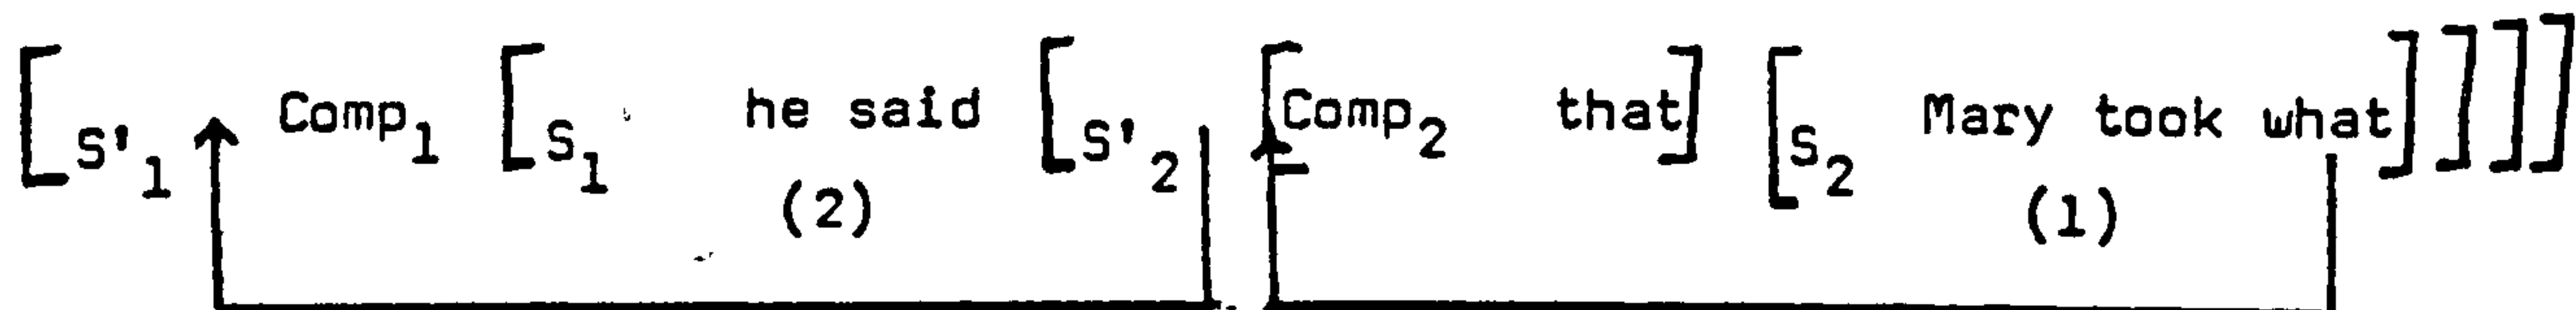 [S'₁ Comp₁ [S₁ he said [S'₂ [Comp₂ that] [S₂ Mary took what]]]]
(2) (1)